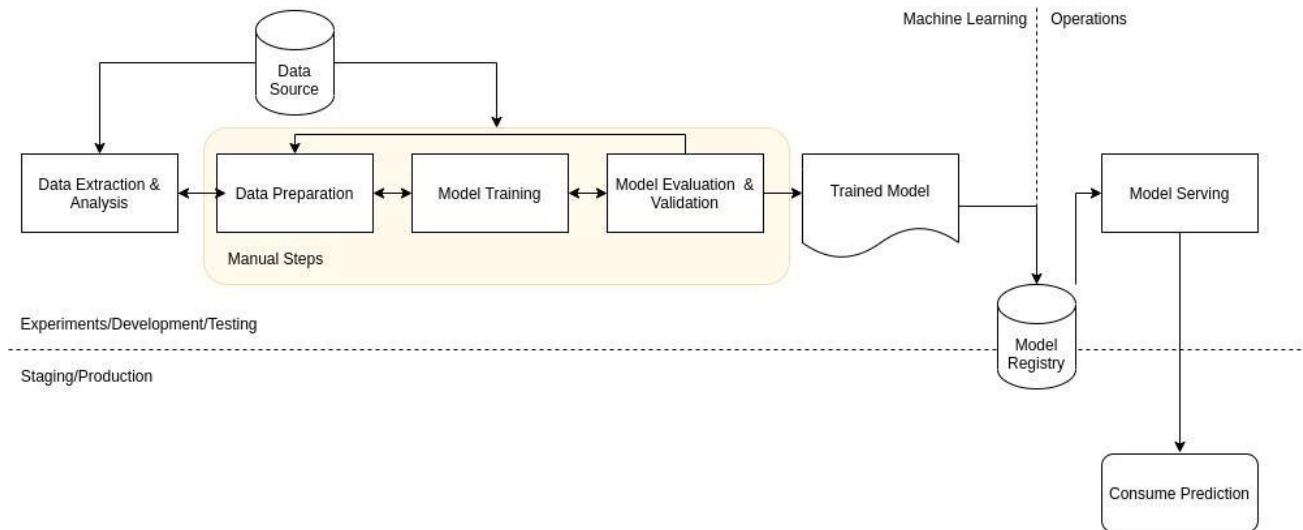 Machine Learning
Operations
Data
Source
Data Extraction &
Analysis
Data Preparation
Model Training
Model Evaluation &
Validation
Trained Model
Model Serving
Manual Steps
Experiments/Development/Testing
Model
Registry
Staging/Production
Consume Prediction